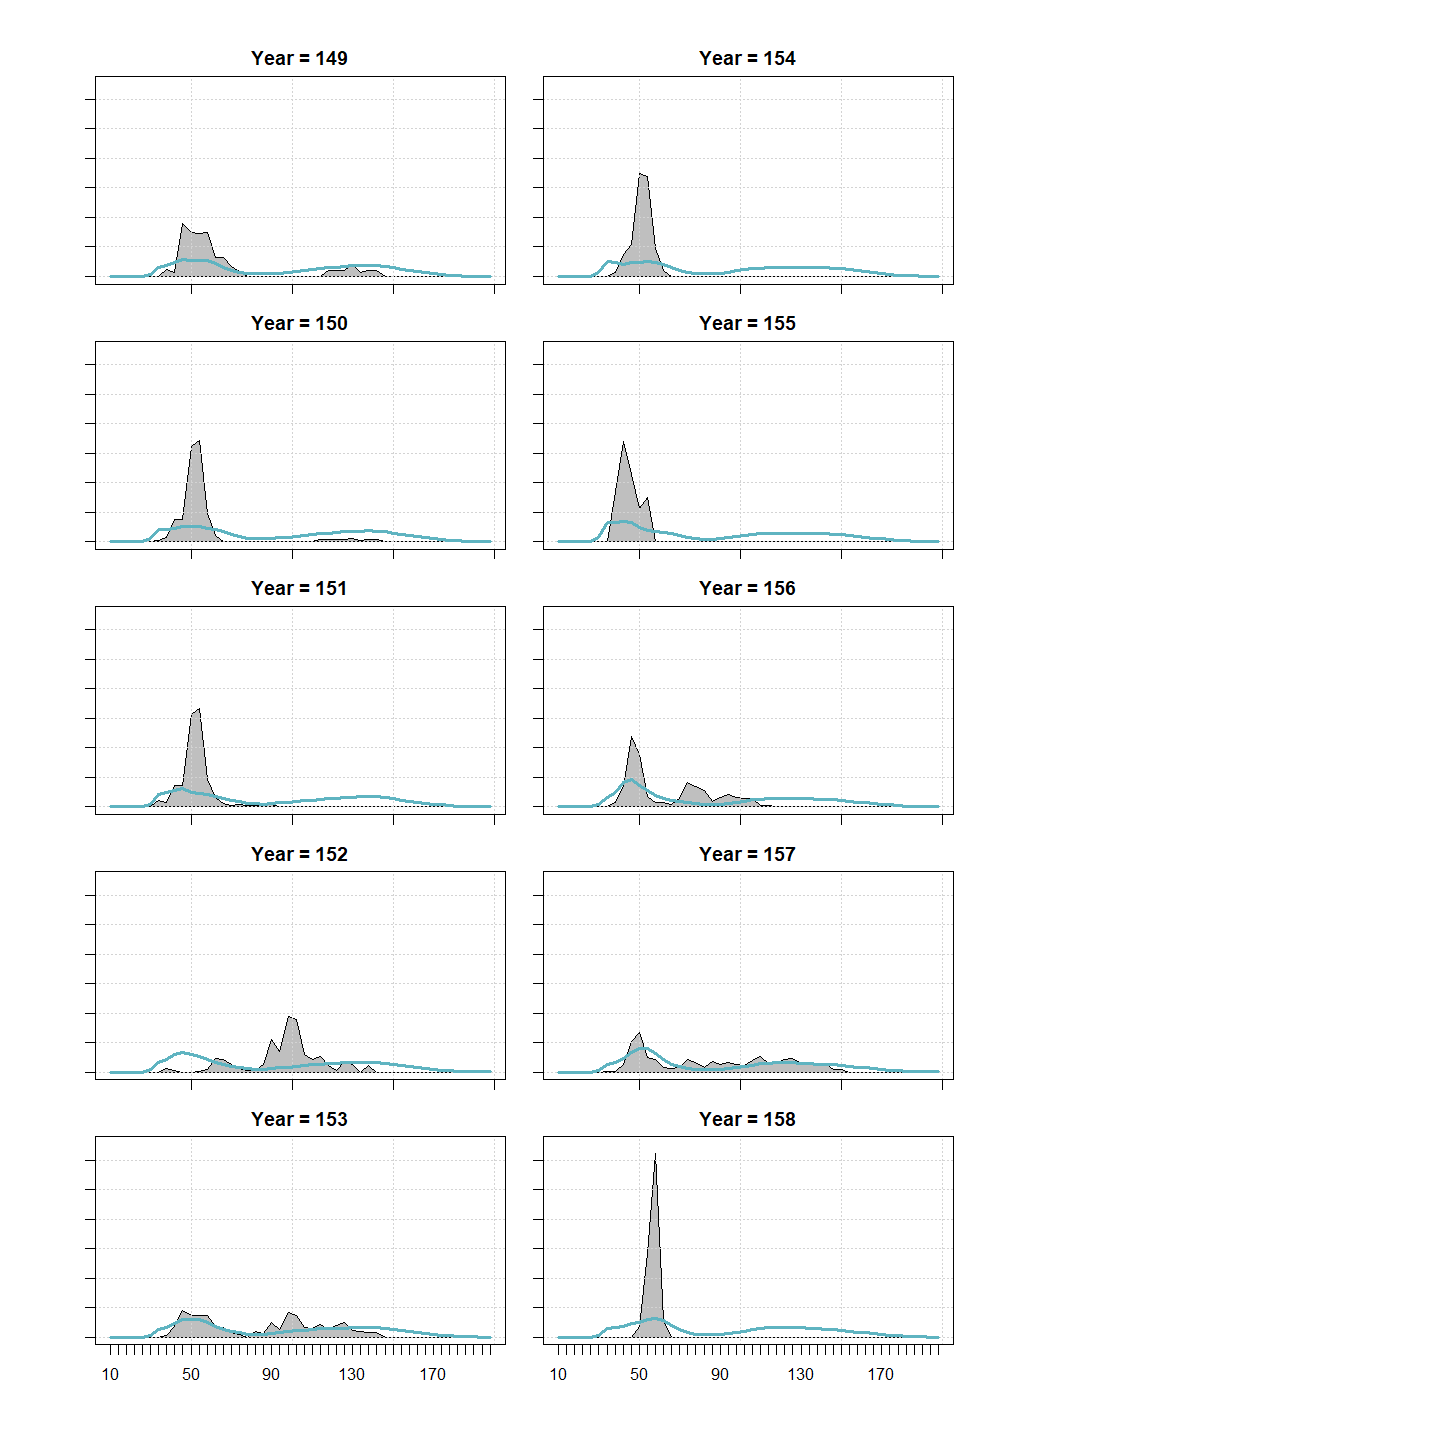 Year = 149
Year = 154
Year = 150
Year = 155
Year = 151
Year = 156
Year = 152
Year = 157
Year = 153
Year = 158
10 50 90 130 170 10 50 90 130 170